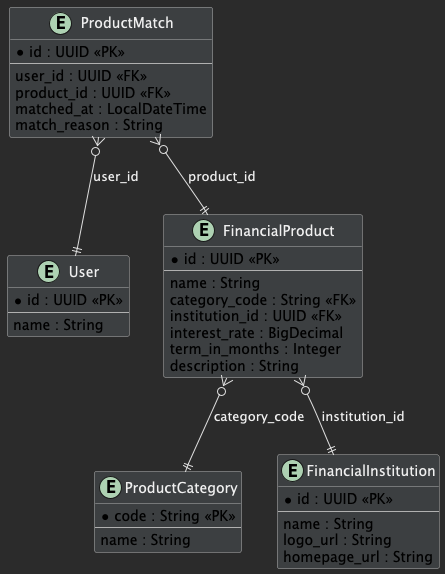 E ProductMatch
id : UUID «PK»
user_id : UUID «FK»
product_id : UUID «FK»
matched_at : LocalDateTime
match_reason : String
user_id
product_id
E FinancialProduct
id : UUID «PK»
name : String
category_code : String «FK»
institution_id : UUID «FK»
interest_rate : BigDecimal
term_in_months : Integer
description : String
E User
id : UUID «PK»
name : String
category_code
institution_id
E ProductCategory
code : String «PK»
name : String
E FinancialInstitution
id : UUID «PK»
name : String
logo_url : String
homepage_url : String